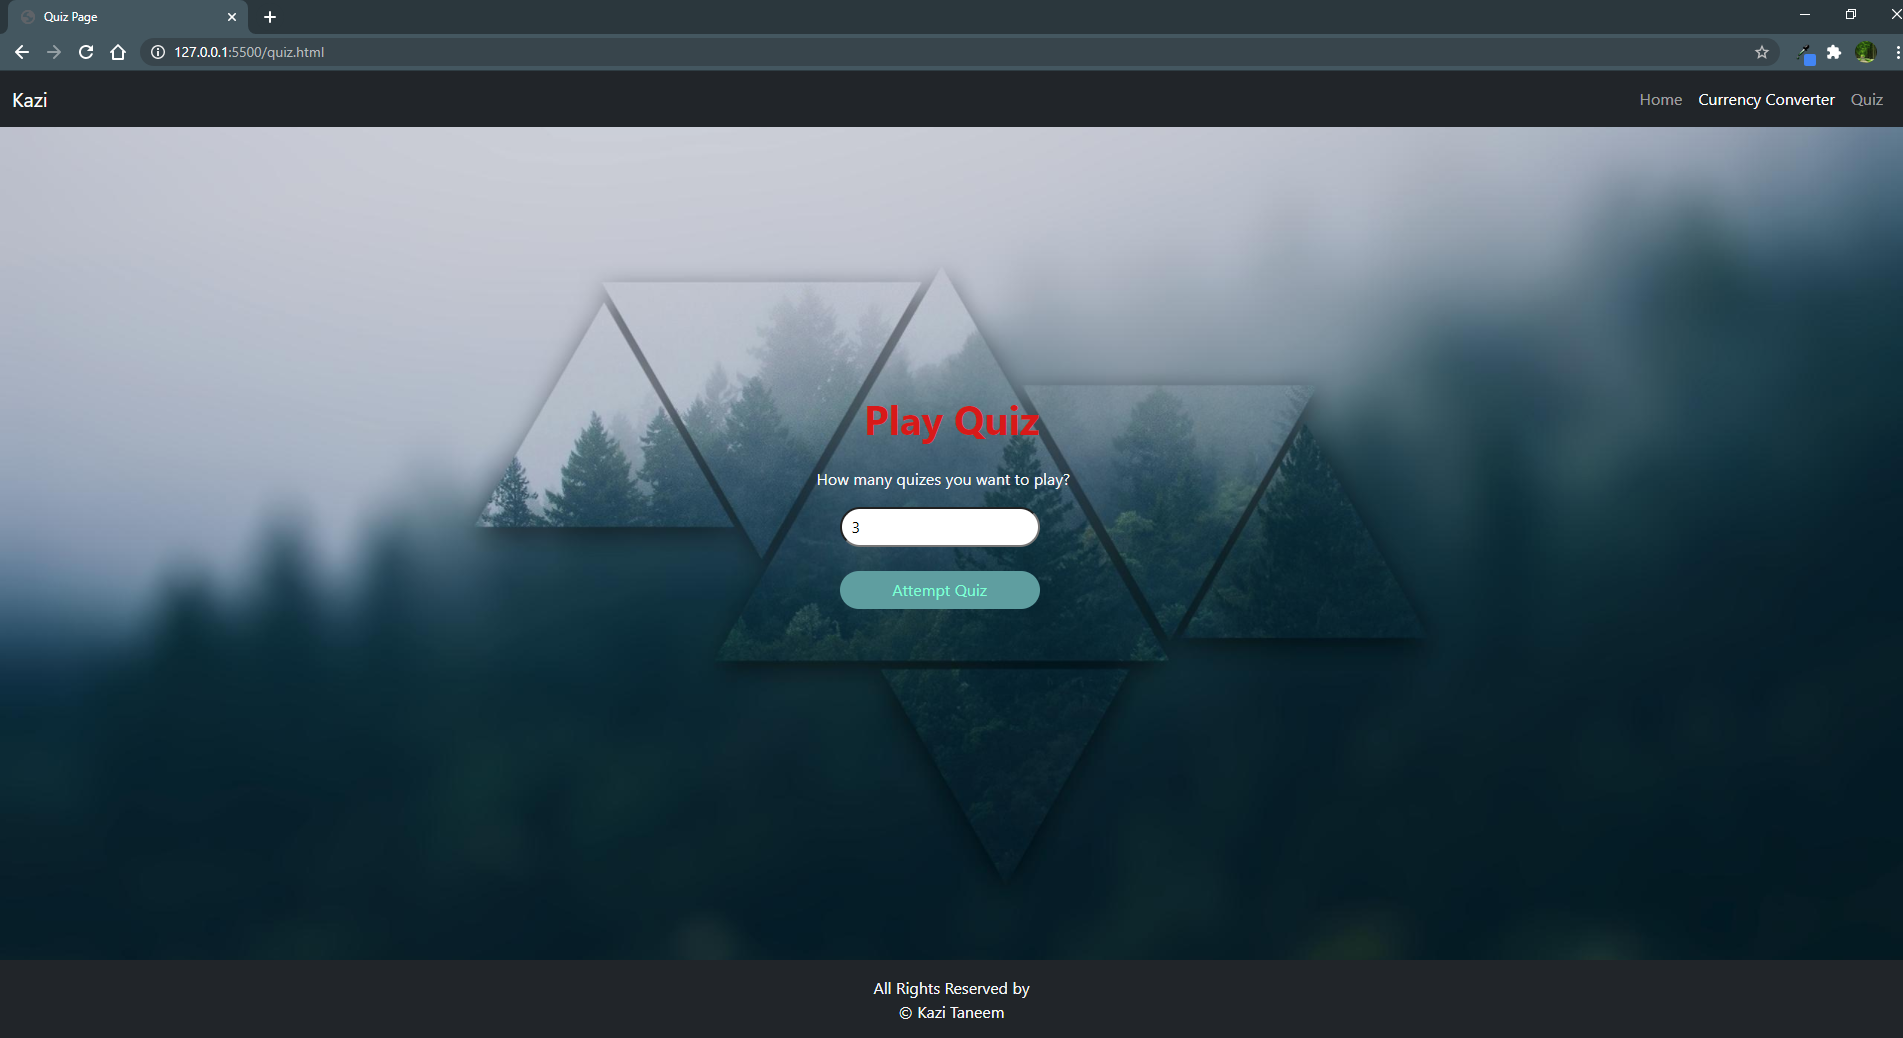 Quiz Page
127.0.0.1:5500/quiz.html
Kazi
Home Currency Converter Quiz
Play Quiz
How many quizes you want to play?
3
Attempt Quiz
All Rights Reserved by
© Kazi Taneem